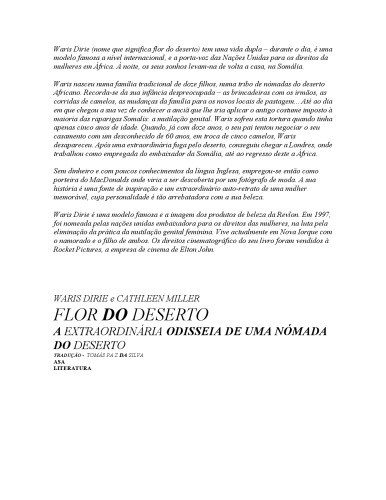 Waris Dirie (nome que significa flor do deserto) tem uma vida dupla – durante o dia, é uma
modelo famosa a nível internacional, e a porta-voz das Nações Unidas para os direitos da
mulheres em África. À noite, os seus sonhos levam-na de volta a casa, na Somália.
Waris nasceu numa família tradicional de doze filhos, numa tribo de nómadas do deserto
Africano. Recorda-se da sua infância despreocupada – as brincadeiras com os irmãos, as
corridas de camelos, as mudanças da família para os novos locais de pastagem... Até ao dia
em que chegou a sua vez de conhecer a anciã que lhe iria aplicar o antigo costume imposto à
maioria das raparigas Somalis: a mutilação genital. Waris sofreu esta tortura quando tinha
apenas cinco anos de idade. Quando, já com doze anos, o seu pai tentou negociar o seu
casamento com um desconhecido de 60 anos, em troca de cinco camelos, Waris
desapareceu. Após uma extraordinária fuga pelo deserto, conseguiu chegar a Londres, onde
trabalhou como empregada do embaixador da Somália, até ao regresso deste a África.
Sem dinheiro e com poucos conhecimentos da língua Inglesa, empregou-se então como
porteira do MacDonalds onde viria a ser descoberta por um fotógrafo de moda. A sua
história é uma fonte de inspiração e um extraordinário auto-retrato de uma mulher
memorável, cuja personalidade é tão arrebatadora com a sua beleza.
Waris Dirie é uma modelo famosa e a imagem dos produtos de beleza da Revlon. Em 1997,
foi nomeada pelas nações unidas embaixadora para os direitos das mulheres, na luta pela
eliminação da prática da mutilação genital feminina. Vive actualmente em Nova Iorque com
o namorado e o filho de ambos. Os direitos cinematográfico do seu livro foram vendidos à
Rocket Pictures, a empresa de cinema de Elton John.
WARIS DIRIE e CATHLEEN MILLER
FLOR DO DESERTO
A EXTRAORDINÁRIA ODISSEIA DE UMA NÓMADA
DO DESERTO
TRADUÇÃO - TOMÁS PAZ DA SILVA
ASA
LITERATURA